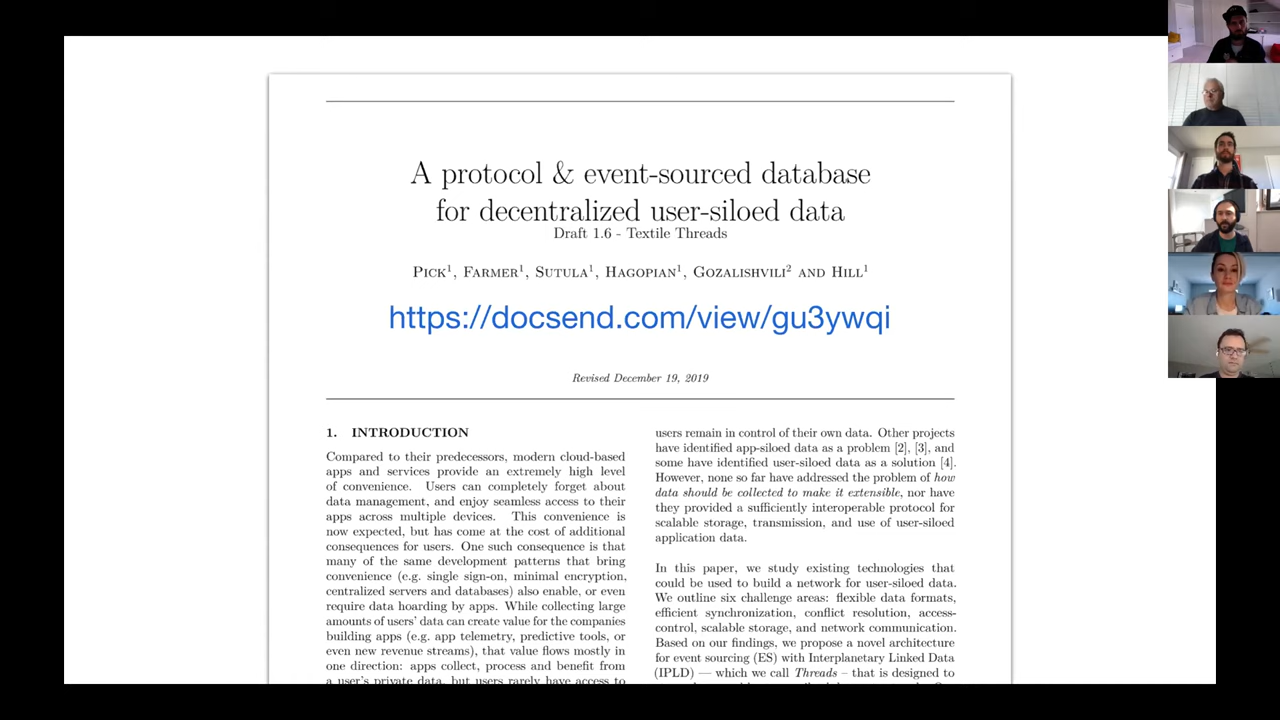 A protocol & event-sourced database
for decentralized user-siloed data
Draft 1.6 - Textile Threads
Pick¹, Farmer¹, Sutula¹, Hagopian¹, Gozalishvili² and Hill¹
https://docsend.com/view/gu3ywqi
Revised December 19, 2019
1. INTRODUCTION
Compared to their predecessors, modern cloud-based
apps and services provide an extremely high level
of convenience. Users can completely forget about
data management, and enjoy seamless access to their
apps across multiple devices. This convenience is
now expected, but has come at the cost of additional
consequences for users. One such consequence is that
many of the same development patterns that bring
convenience (e.g. single sign-on, minimal encryption,
centralized servers and databases) also enable, or even
require data hoarding by apps. While collecting large
amounts of users' data can create value for the companies
building apps (e.g. app telemetry, predictive tools, or
even new revenue streams), that value flows mostly in
one direction: apps collect, process and benefit from
a user's private data, but users rarely have access to
users remain in control of their own data. Other projects
have identified app-siloed data as a problem [2], [3], and
some have identified user-siloed data as a solution [4].
However, none so far have addressed the problem of how
data should be collected to make it extensible, nor have
they provided a sufficiently interoperable protocol for
scalable storage, transmission, and use of user-siloed
application data.
In this paper, we study existing technologies that
could be used to build a network for user-siloed data.
We outline six challenge areas: flexible data formats,
efficient synchronization, conflict resolution, access-
control, scalable storage, and network communication.
Based on our findings, we propose a novel architecture
for event sourcing (ES) with Interplanetary Linked Data
(IPLD) — which we call Threads – that is designed to